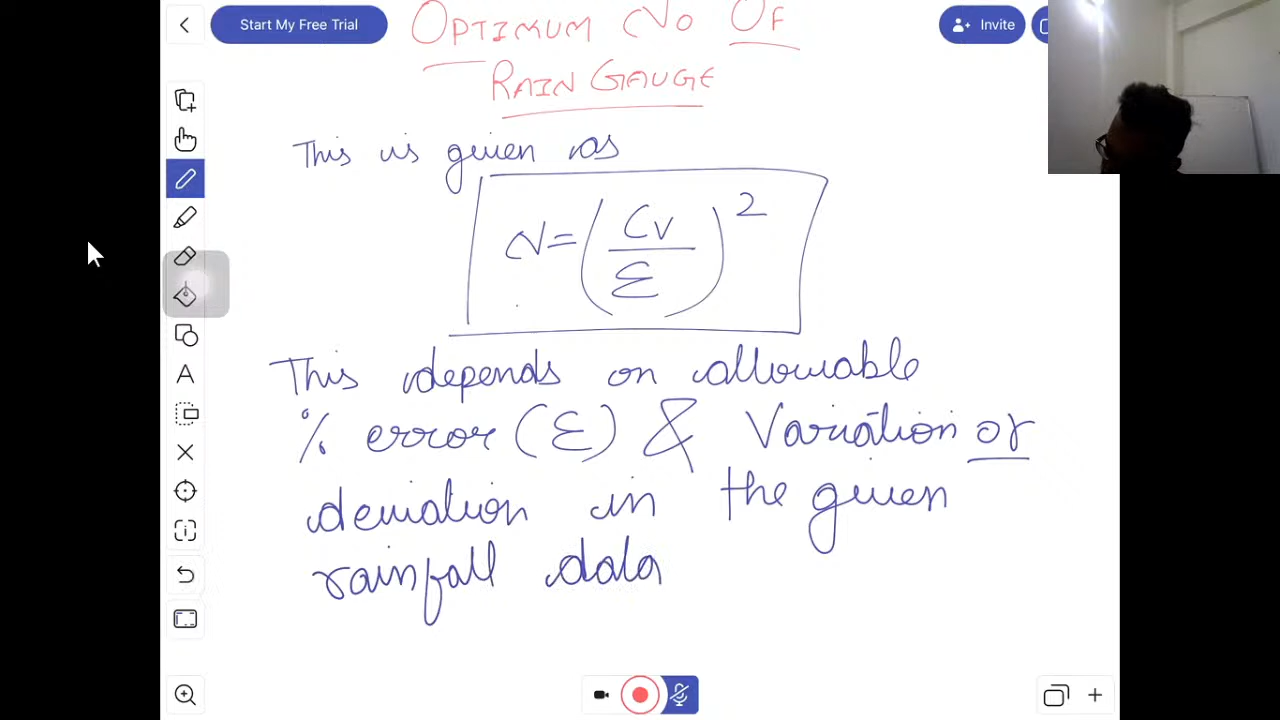 Start My Free Trial
OPTIMUM NO OF
Invite
RAIN GAUGE
This is given as
N = (Cv / Ɛ)²
This depends on allowable
% error (Ɛ) & Variation or
deviation in the given
rainfall data